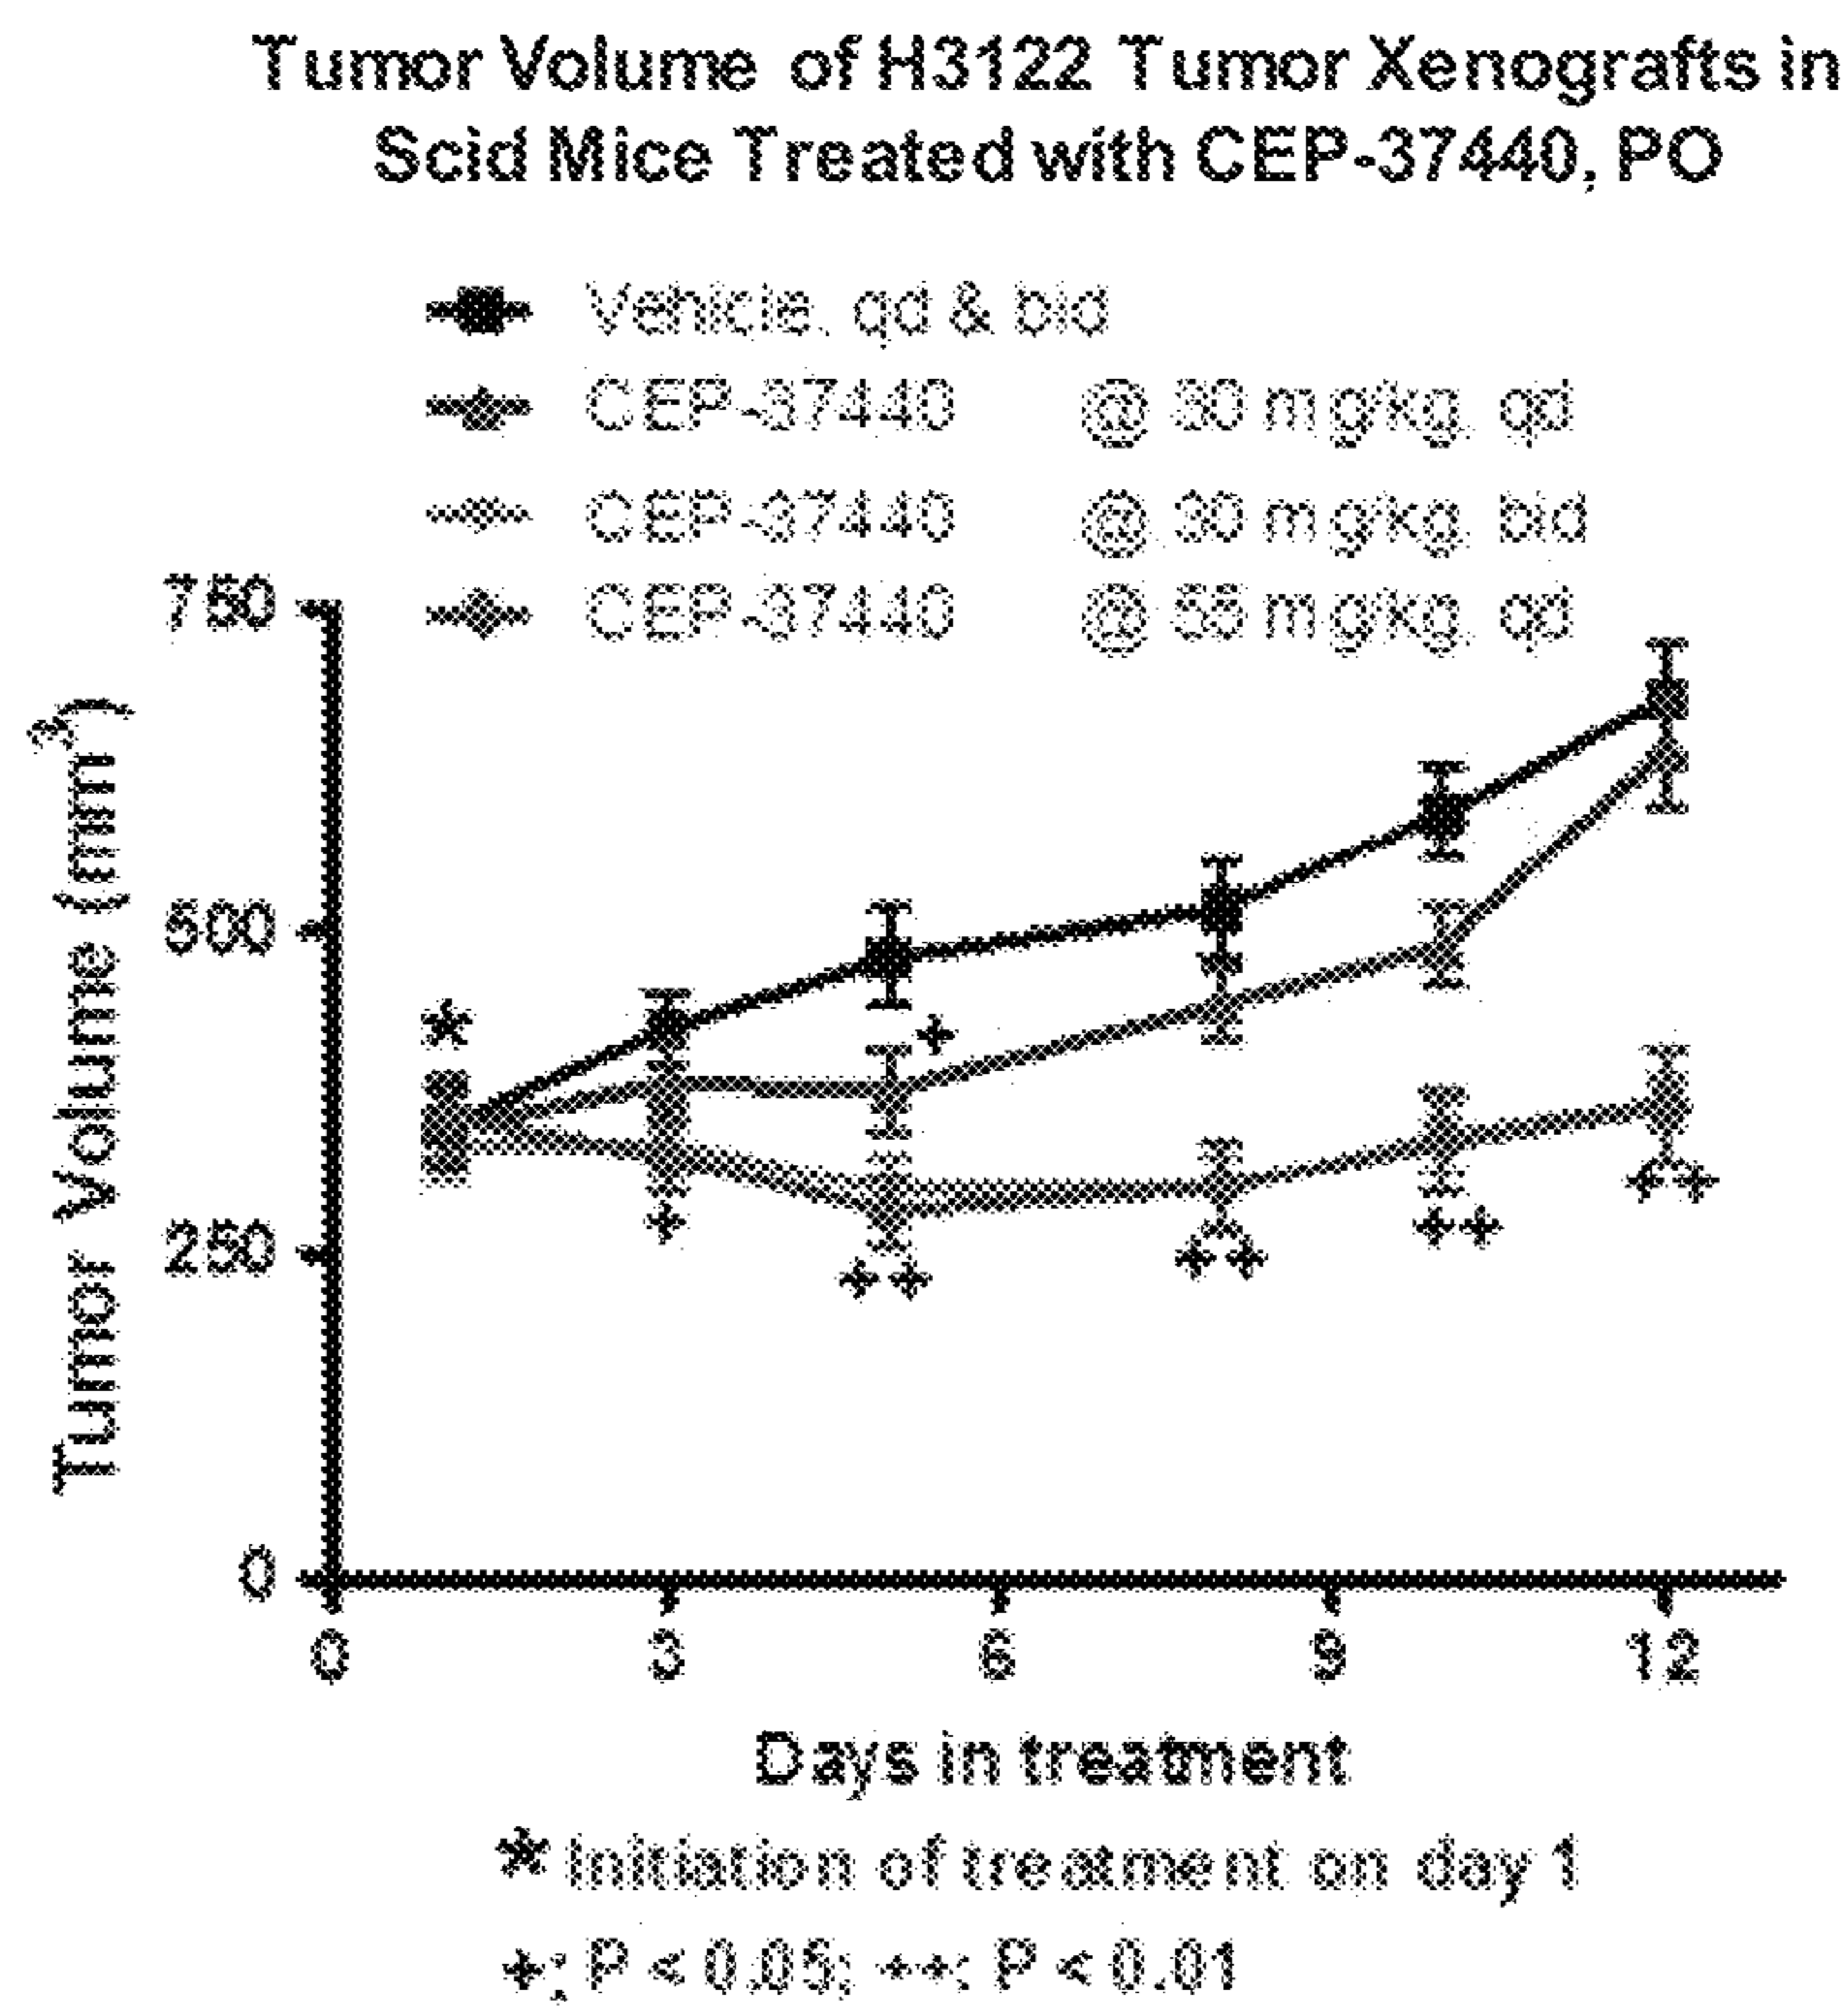 Tumor Volume of H3122 Tumor Xenografts in
Scid Mice Treated with CEP-37440, PO
Vehicle, qd & bid
CEP-37440 @ 30 mg/kg, qd
CEP-37440 @ 30 mg/kg, bid
CEP-37440 @ 55 mg/kg, qd
Tumor Volume (mm³)
750
500
250
0
*
+
+
++
++
++
++
0 3 6 9 12
Days in treatment
* Initiation of treatment on day 1
+; P < 0.05; ++; P < 0.01